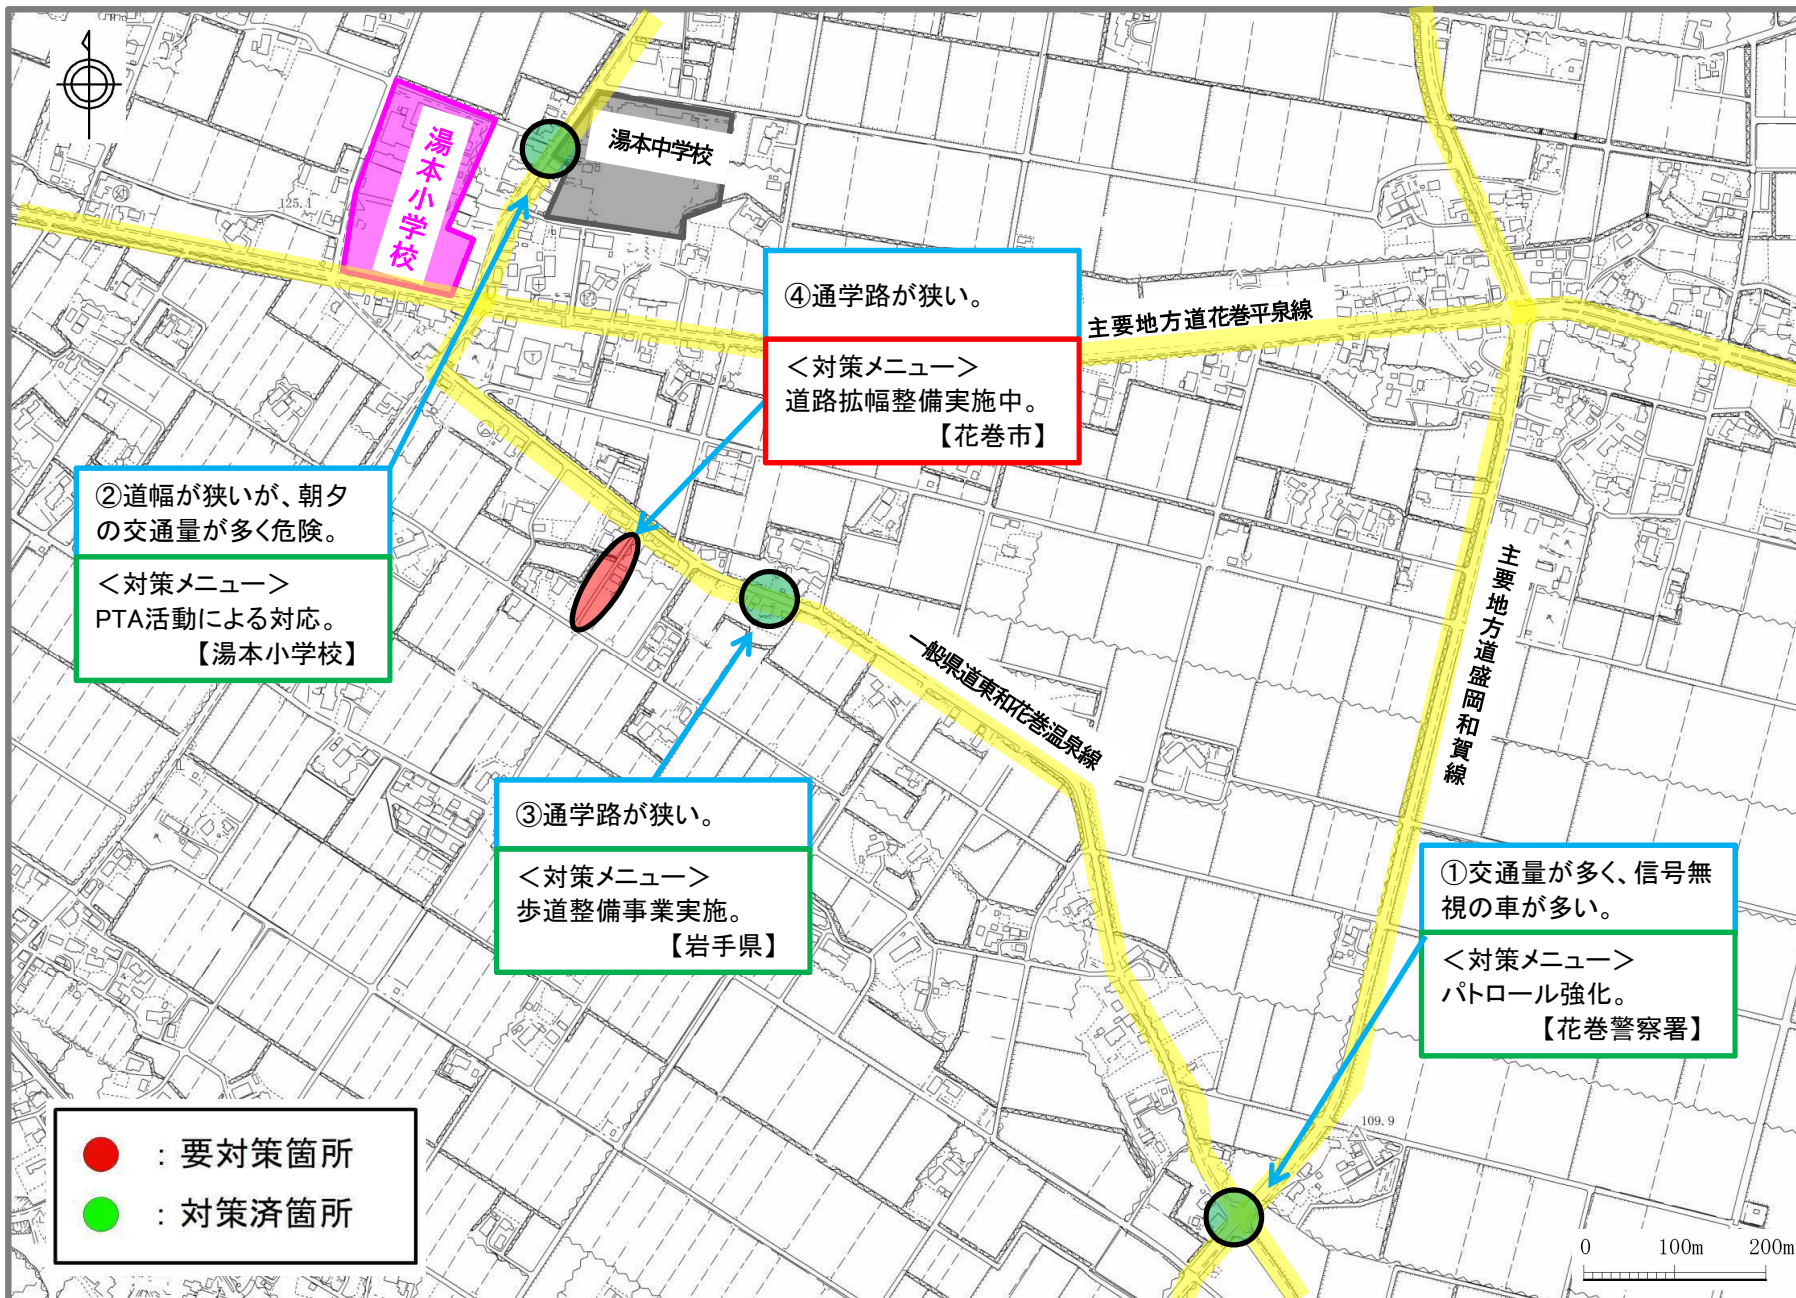 湯本小学校
湯本中学校
125.1
④通学路が狭い。
<対策メニュー>
道路拡幅整備実施中。
【花巻市】
主要地方道花巻平泉線
②道幅が狭いが、朝夕
の交通量が多く危険。
<対策メニュー>
PTA活動による対応。
【湯本小学校】
主要地方道盛岡和賀線
一般県道東和花巻温泉線
③通学路が狭い。
<対策メニュー>
歩道整備事業実施。
【岩手県】
①交通量が多く、信号無
視の車が多い。
<対策メニュー>
パトロール強化。
【花巻警察署】
109.9
:要対策箇所
:対策済箇所
0 100m 200m